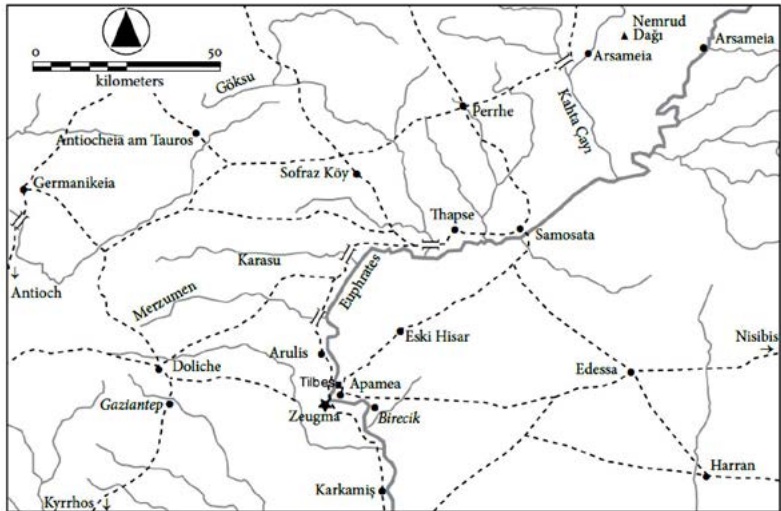 Nemrud
Dağı
Arsameia
Arsameia
0
50
kilometers
Göksu
Kahta Çayı
Perrhe
Antiocheia am Tauros
Sofraz Köy
Germanikeia
Thapse
Samosata
Karasu
Euphrates
Antioch
Merzumen
Eski Hisar
Nisibis
Arulis
Doliche
Edessa
Tilbes
Apamea
Gaziantep
Zeugma
Birecik
Harran
Karkamiş
Kyrrhos